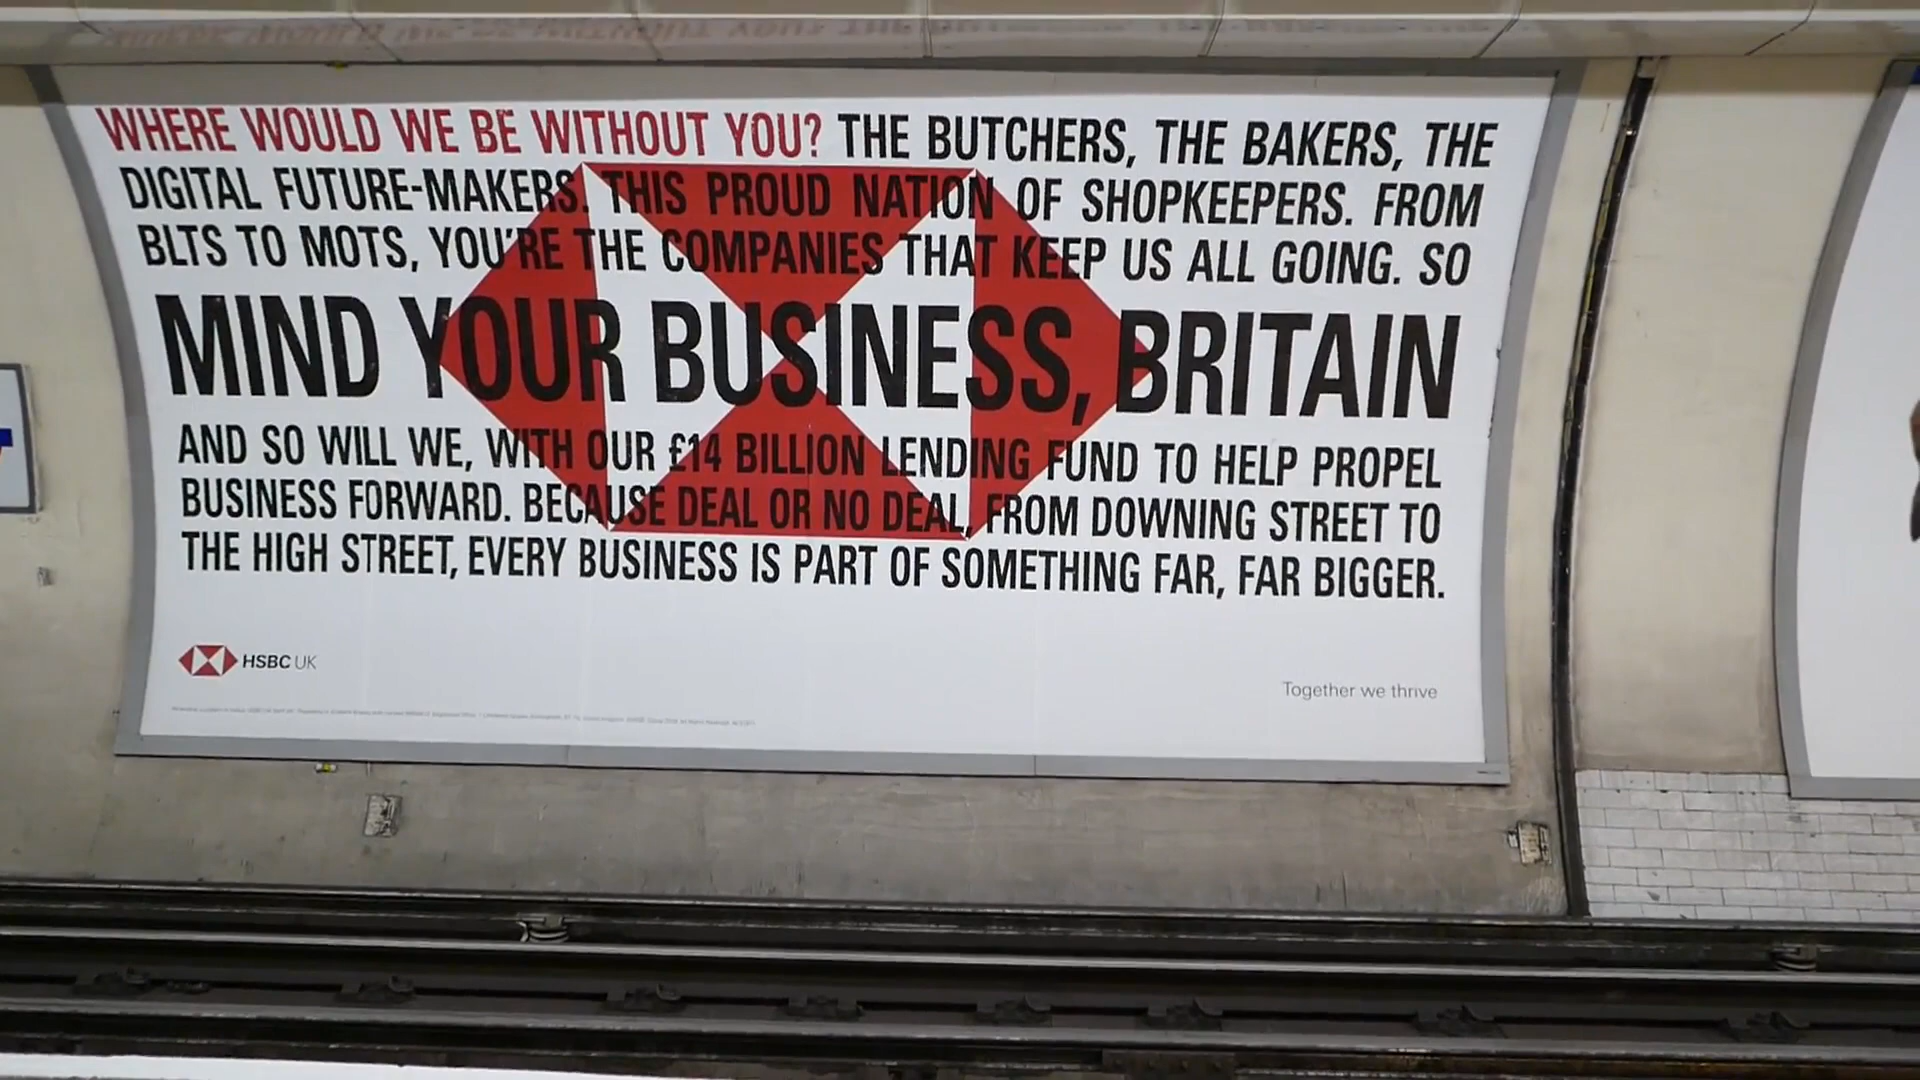 WHERE WOULD WE BE WITHOUT YOU? THE BUTCHERS, THE BAKERS, THE
DIGITAL FUTURE-MAKERS. THIS PROUD NATION OF SHOPKEEPERS. FROM
BLTS TO MOTS, YOU'RE THE COMPANIES THAT KEEP US ALL GOING. SO
MIND YOUR BUSINESS, BRITAIN
AND SO WILL WE, WITH OUR £14 BILLION LENDING FUND TO HELP PROPEL
BUSINESS FORWARD. BECAUSE DEAL OR NO DEAL, FROM DOWNING STREET TO
THE HIGH STREET, EVERY BUSINESS IS PART OF SOMETHING FAR, FAR BIGGER.
HSBC UK
Together we thrive